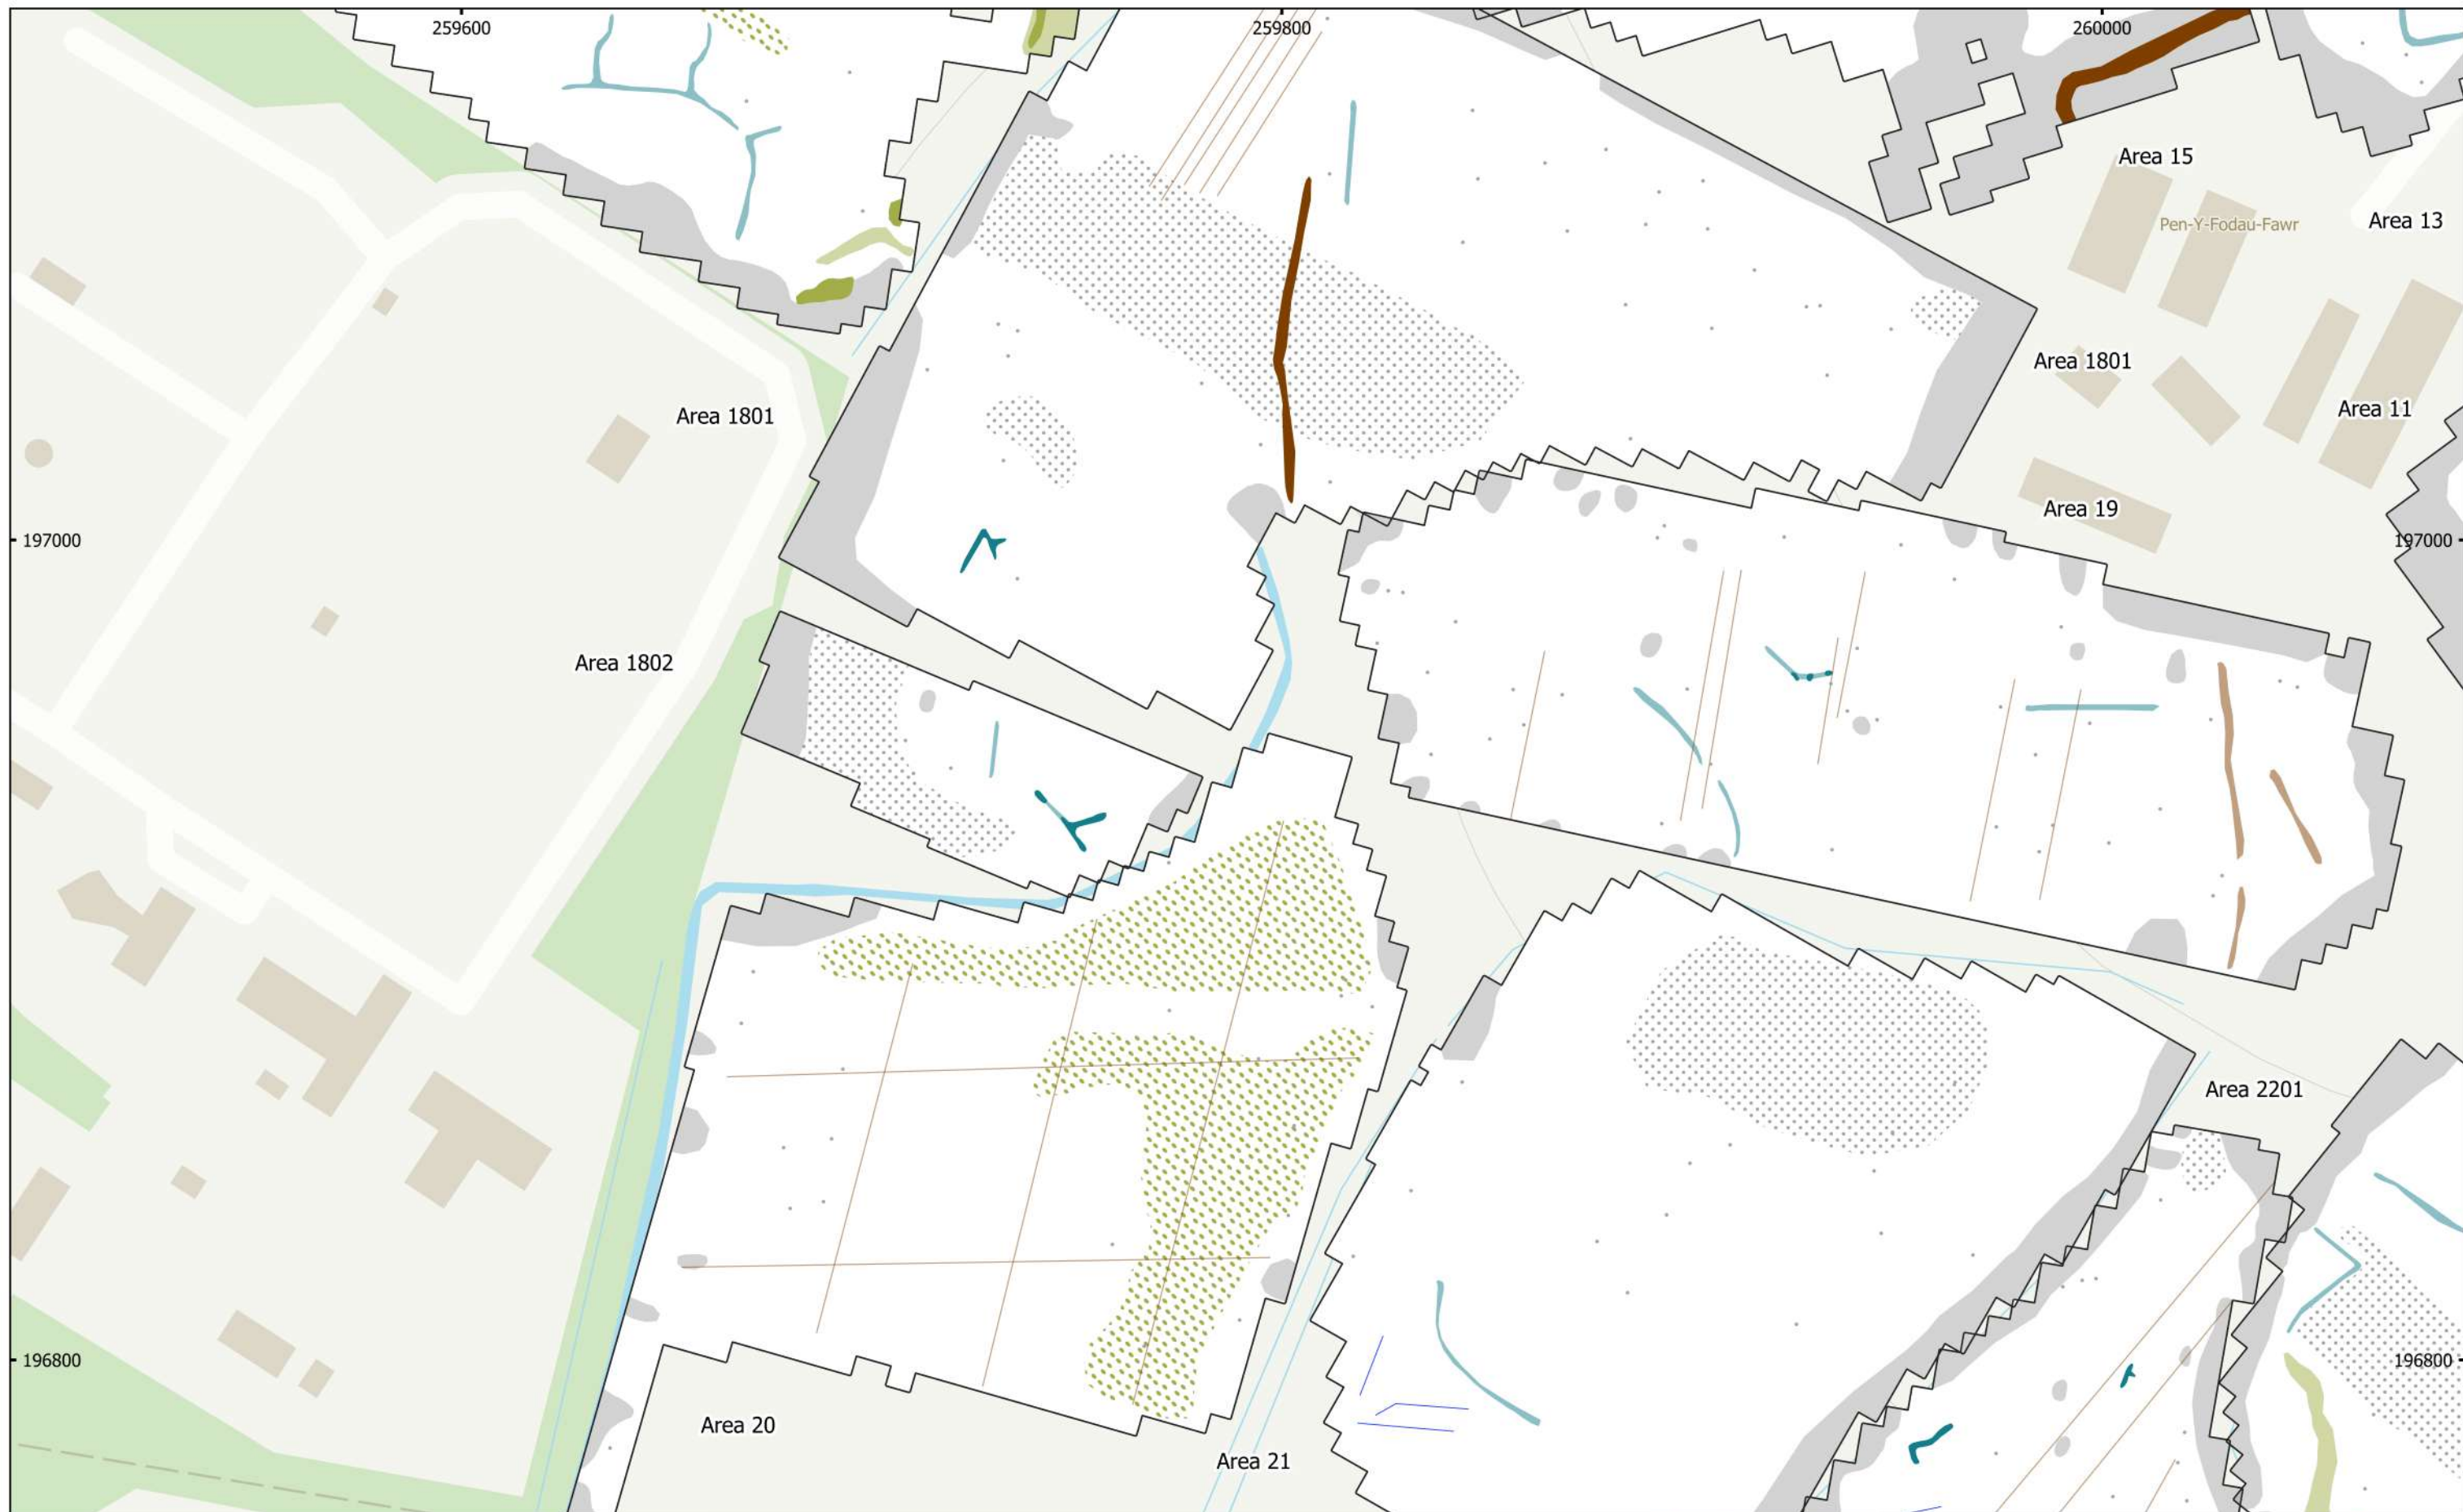 259600
259800
260000
Area 15
Pen-Y-Fodau-Fawr
Area 13
Area 1801
Area 1801
Area 11
Area 19
197000
197000
Area 1802
Area 2201
196800
196800
Area 20
Area 21